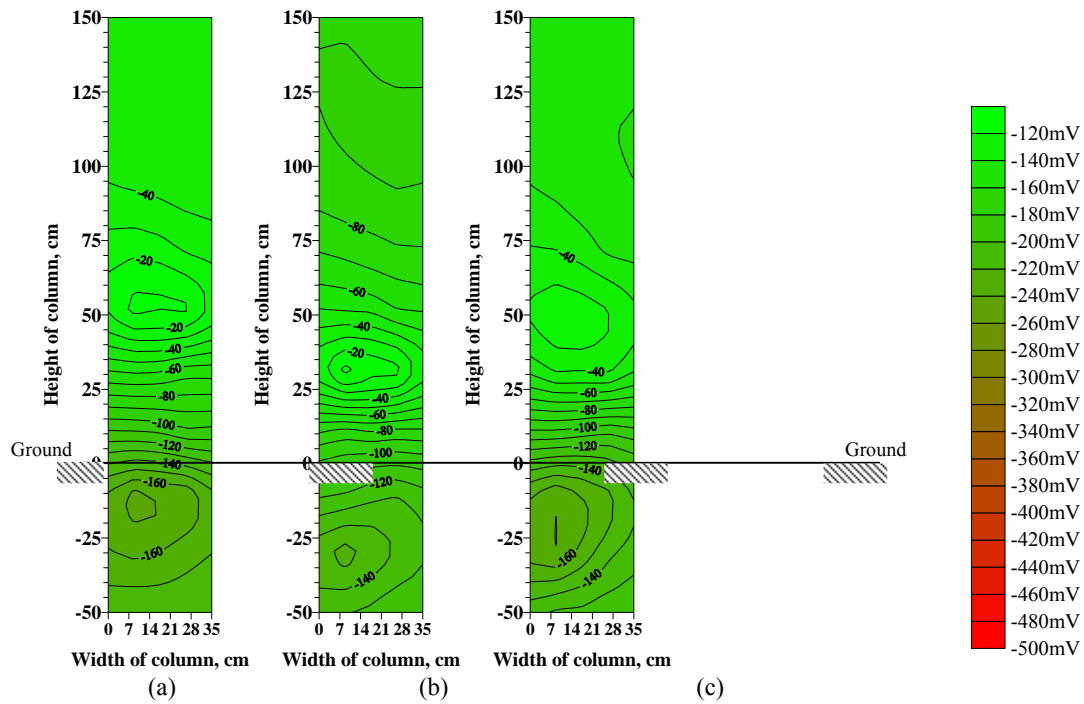 150
125
100
75
50
25
0
-25
-50
0 7 14 21 28 35
Height of column, cm
Width of column, cm
-40
-20
-20
-40
-60
-80
-100
-120
-140
-160
-160
Ground
(a)
150
125
100
75
50
25
0
-25
-50
0 7 14 21 28 35
Height of column, cm
Width of column, cm
-80
-60
-40
-20
-40
-60
-80
-100
-120
-140
(b)
150
125
100
75
50
25
0
-25
-50
0 7 14 21 28 35
Height of column, cm
Width of column, cm
-40
-40
-60
-80
-100
-120
-140
-160
-140
(c)
Ground
-120mV
-140mV
-160mV
-180mV
-200mV
-220mV
-240mV
-260mV
-280mV
-300mV
-320mV
-340mV
-360mV
-380mV
-400mV
-420mV
-440mV
-460mV
-480mV
-500mV